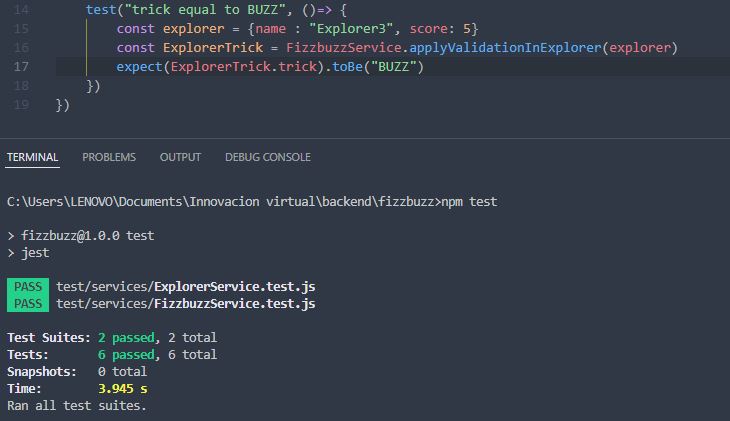 14 test("trick equal to BUZZ", ()=> {
15 const explorer = {name : "Explorer3", score: 5}
16 const ExplorerTrick = FizzbuzzService.applyValidationInExplorer(explorer)
17 expect(ExplorerTrick.trick).toBe("BUZZ")
18 })
19 })
TERMINAL PROBLEMS OUTPUT DEBUG CONSOLE
C:\Users\LENOVO\Documents\Innovacion virtual\backend\fizzbuzz>npm test
> fizzbuzz@1.0.0 test
> jest
PASS test/services/ExplorerService.test.js
PASS test/services/FizzbuzzService.test.js
Test Suites: 2 passed, 2 total
Tests: 6 passed, 6 total
Snapshots: 0 total
Time: 3.945 s
Ran all test suites.